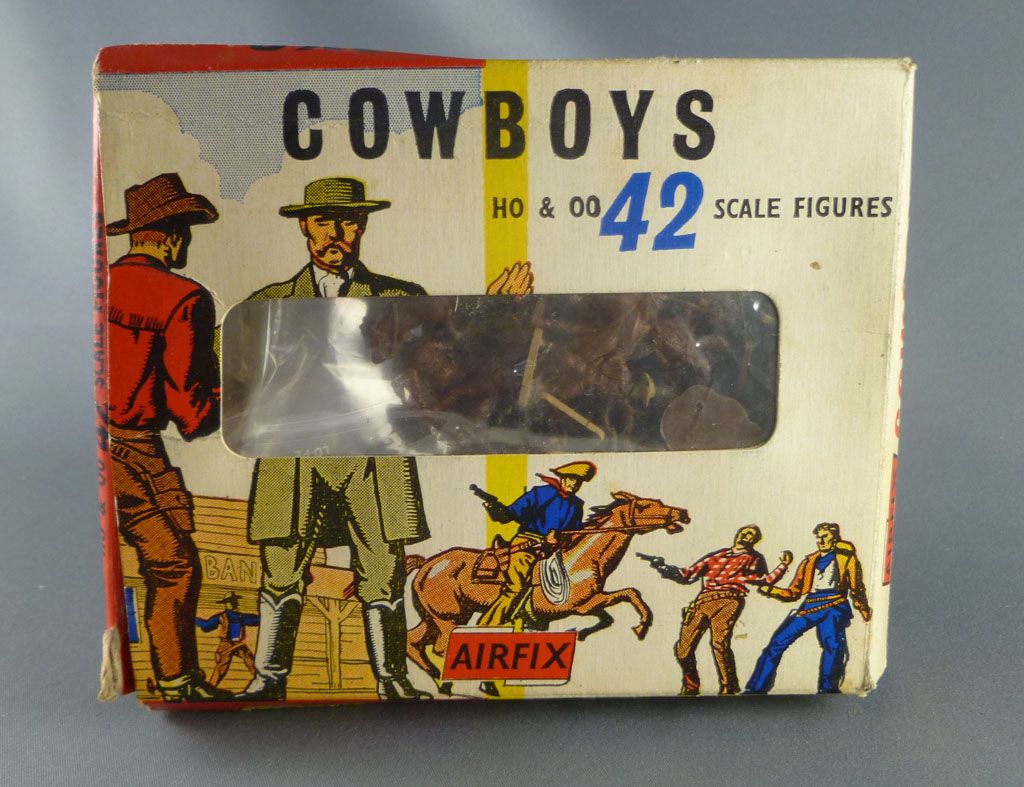 COWBOYS
HO & OO 42 SCALE FIGURES
BAN
AIRFIX